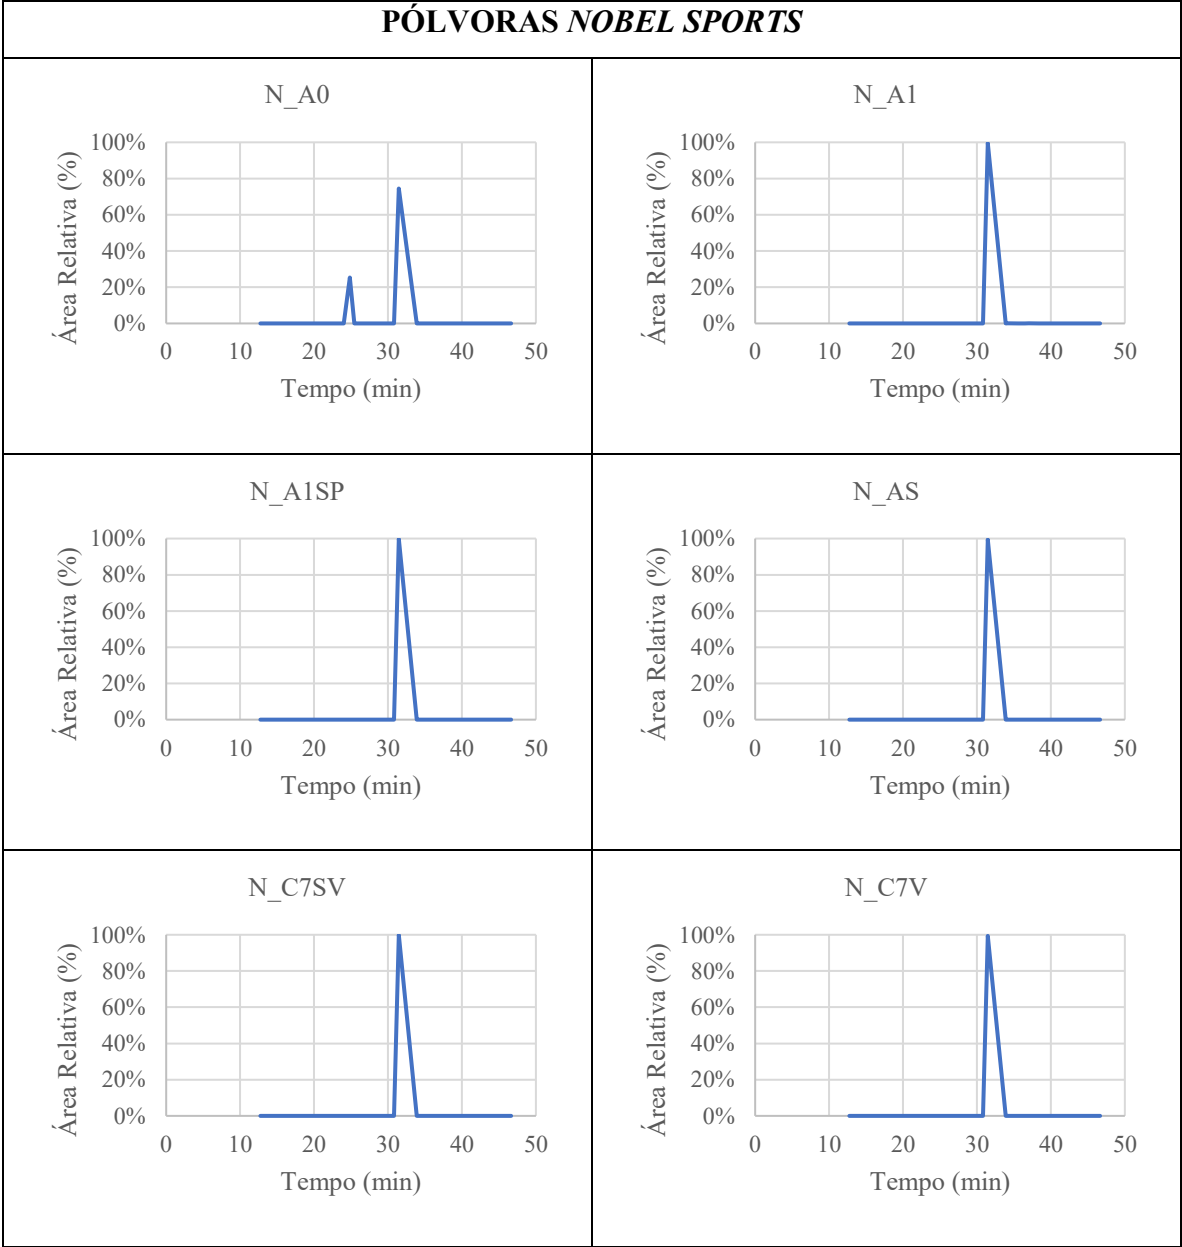 PÓLVORAS NOBEL SPORTS
N_A0
Área Relativa (%)
100%
80%
60%
40%
20%
0%
0 10 20 30 40 50
Tempo (min)
N_A1
Área Relativa (%)
100%
80%
60%
40%
20%
0%
0 10 20 30 40 50
Tempo (min)
N_A1SP
Área Relativa (%)
100%
80%
60%
40%
20%
0%
0 10 20 30 40 50
Tempo (min)
N_AS
Área Relativa (%)
100%
80%
60%
40%
20%
0%
0 10 20 30 40 50
Tempo (min)
N_C7SV
Área Relativa (%)
100%
80%
60%
40%
20%
0%
0 10 20 30 40 50
Tempo (min)
N_C7V
Área Relativa (%)
100%
80%
60%
40%
20%
0%
0 10 20 30 40 50
Tempo (min)